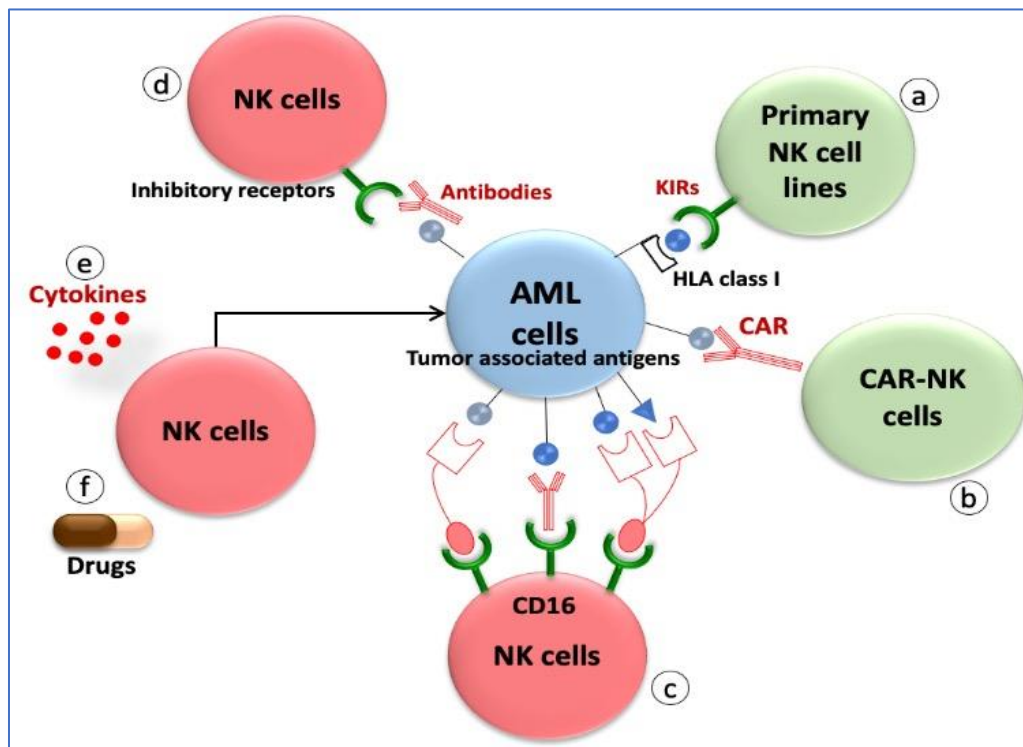 d
NK cells
Inhibitory receptors
Antibodies
a
Primary
NK cell
lines
KIRs
HLA class I
e
Cytokines
AML
cells
Tumor associated antigens
CAR
CAR-NK
cells
b
NK cells
f
Drugs
CD16
NK cells
c